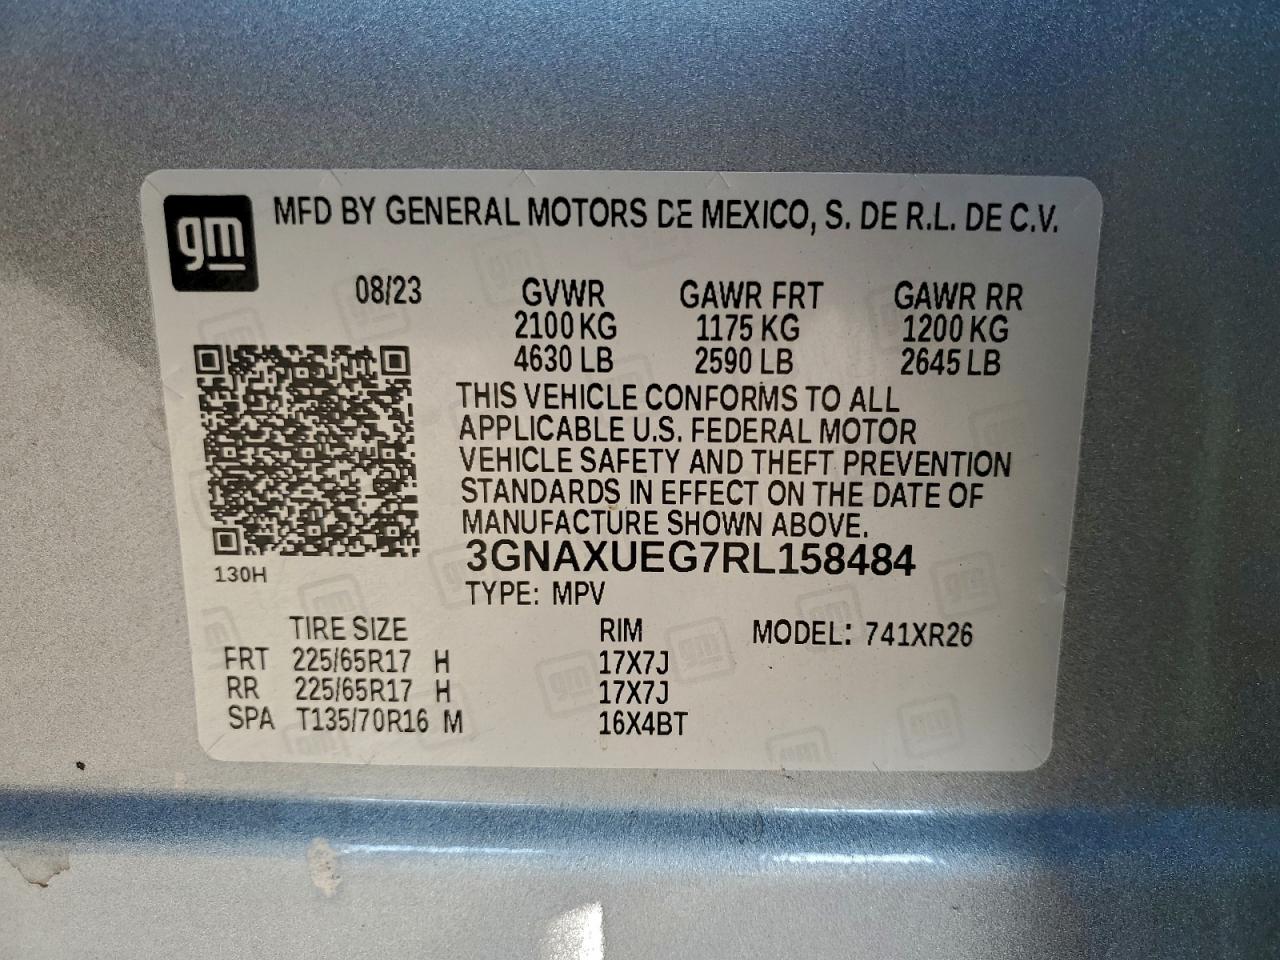 gm MFD BY GENERAL MOTORS DE MEXICO, S. DE R.L. DE C.V.
08/23 GVWR GAWR FRT GAWR RR
2100 KG 1175 KG 1200 KG
4630 LB 2590 LB 2645 LB
THIS VEHICLE CONFORMS TO ALL
APPLICABLE U.S. FEDERAL MOTOR
VEHICLE SAFETY AND THEFT PREVENTION
STANDARDS IN EFFECT ON THE DATE OF
MANUFACTURE SHOWN ABOVE.
3GNAXUEG7RL158484
130H
TYPE: MPV
TIRE SIZE RIM MODEL: 741XR26
FRT 225/65R17 H 17X7J
RR 225/65R17 H 17X7J
SPA T135/70R16 M 16X4BT